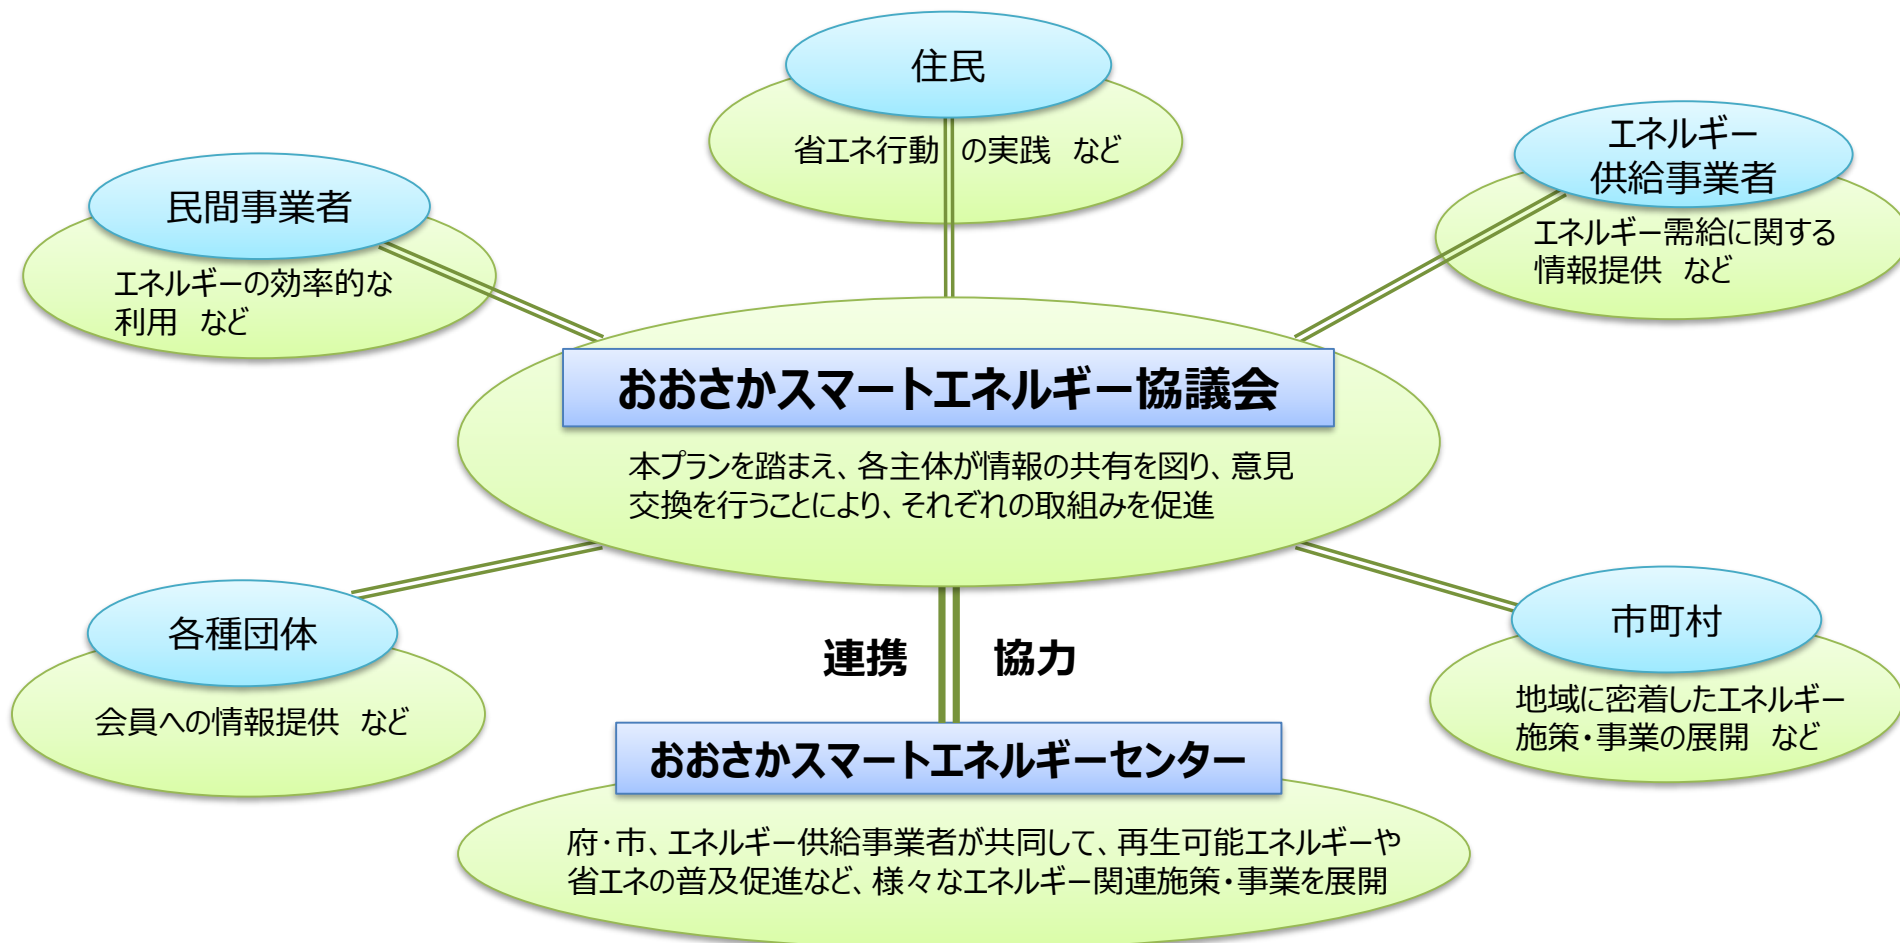 住民
省エネ行動 の実践 など
エネルギー
供給事業者
エネルギー需給に関する
情報提供 など
民間事業者
エネルギーの効率的な
利用 など
おおさかスマートエネルギー協議会
本プランを踏まえ、各主体が情報の共有を図り、意見
交換を行うことにより、それぞれの取組みを促進
各種団体
会員への情報提供 など
連携 協力
市町村
地域に密着したエネルギー
施策・事業の展開 など
おおさかスマートエネルギーセンター
府・市、エネルギー供給事業者が共同して、再生可能エネルギーや
省エネの普及促進など、様々なエネルギー関連施策・事業を展開